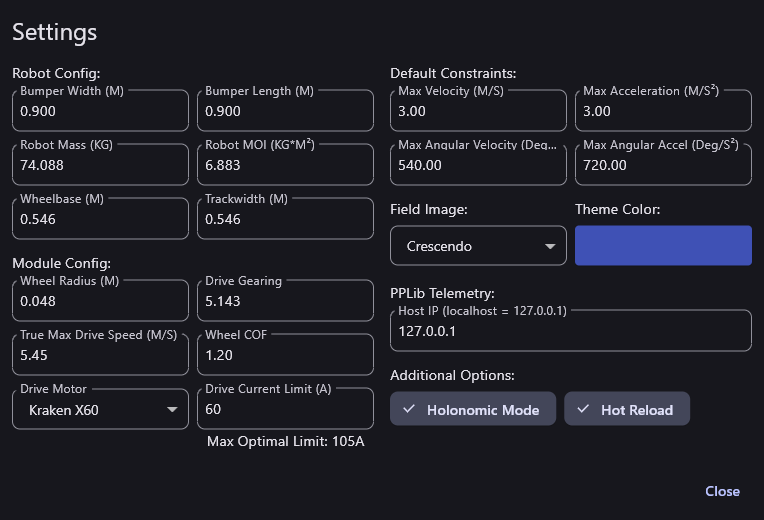 Settings
Robot Config:
Bumper Width (M)
0.900
Bumper Length (M)
0.900
Robot Mass (KG)
74.088
Robot MOI (KG*M²)
6.883
Wheelbase (M)
0.546
Trackwidth (M)
0.546
Module Config:
Wheel Radius (M)
0.048
Drive Gearing
5.143
True Max Drive Speed (M/S)
5.45
Wheel COF
1.20
Drive Motor
Kraken X60
Drive Current Limit (A)
60
Max Optimal Limit: 105A
Default Constraints:
Max Velocity (M/S)
3.00
Max Acceleration (M/S²)
3.00
Max Angular Velocity (Deg...
540.00
Max Angular Accel (Deg/S²)
720.00
Field Image:
Crescendo
Theme Color:
PPLib Telemetry:
Host IP (localhost = 127.0.0.1)
127.0.0.1
Additional Options:
Holonomic Mode
Hot Reload
Close